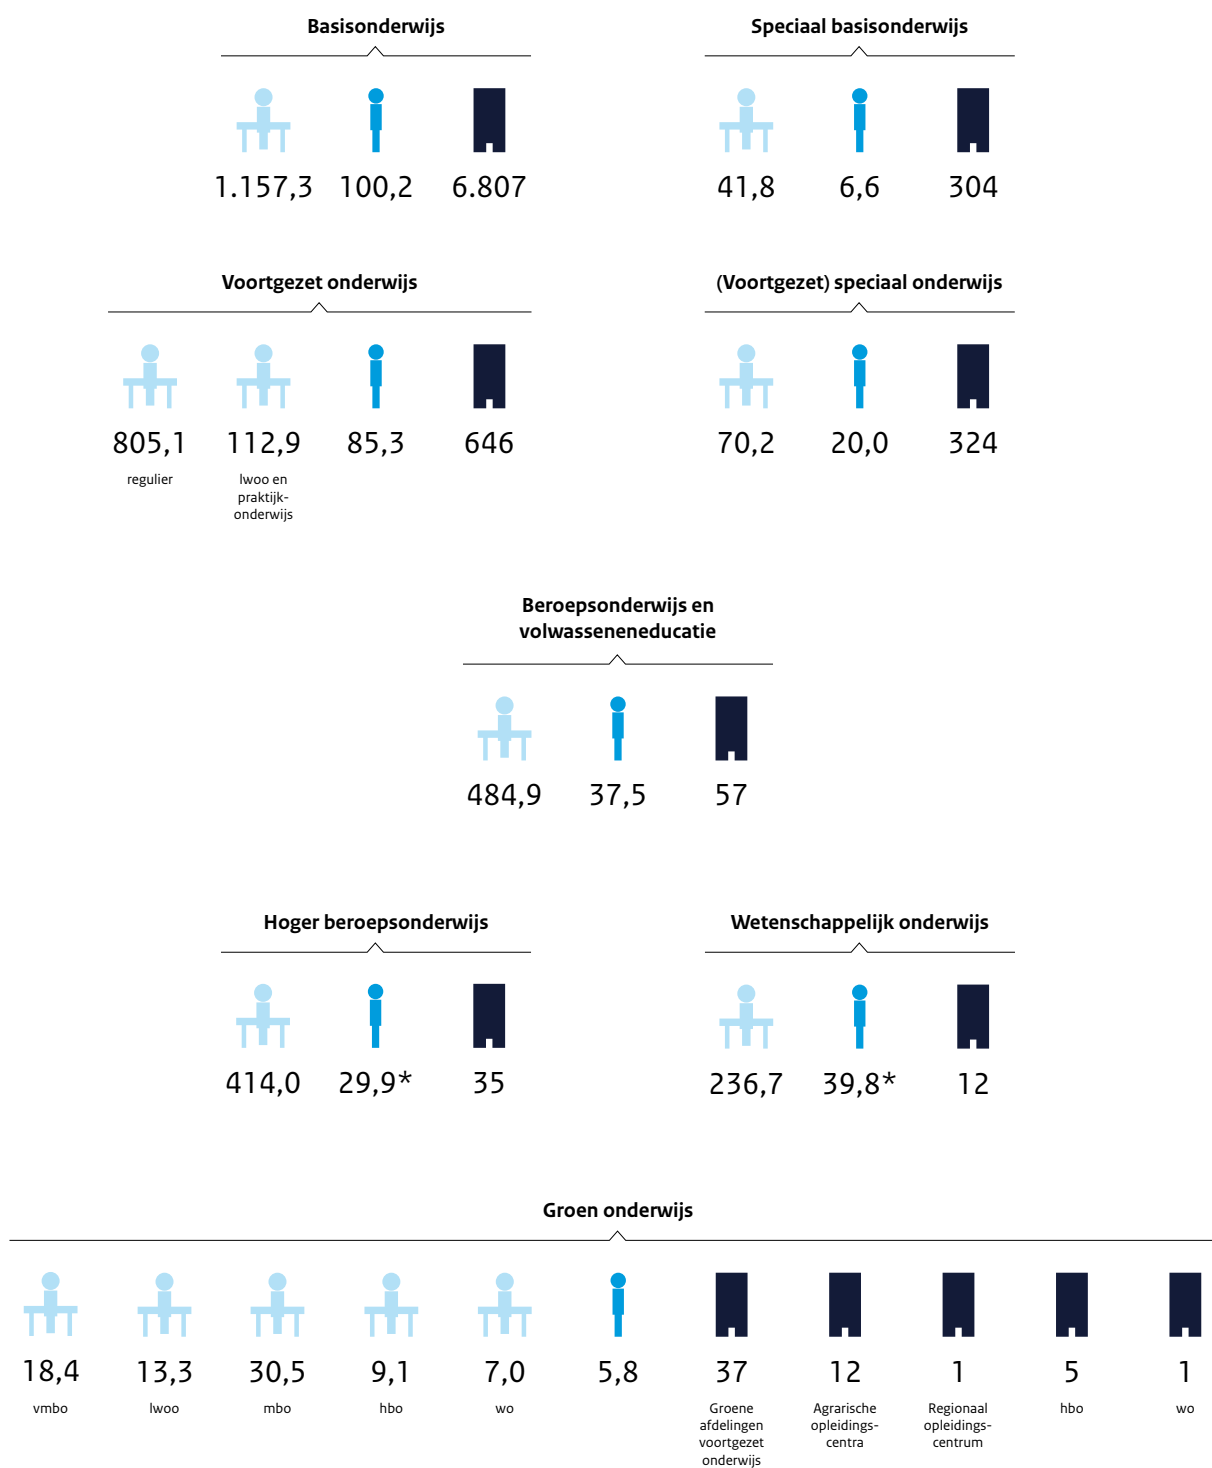 Basisonderwijs
1.157,3 100,2 6.807
Speciaal basisonderwijs
41,8 6,6 304
Voortgezet onderwijs
805,1 112,9 85,3 646
regulier
lwoo en
praktijk-
onderwijs
(Voortgezet) speciaal onderwijs
70,2 20,0 324
Beroepsonderwijs en
volwasseneneducatie
484,9 37,5 57
Hoger beroepsonderwijs
414,0 29,9* 35
Wetenschappelijk onderwijs
236,7 39,8* 12
Groen onderwijs
18,4 13,3 30,5 9,1 7,0 5,8 37 12 1 5 1
vmbo
lwoo
mbo
hbo
wo
Groene
afdelingen
voortgezet
onderwijs
Agrarische
opleidings-
centra
Regionaal
opleidings-
centrum
hbo
wo